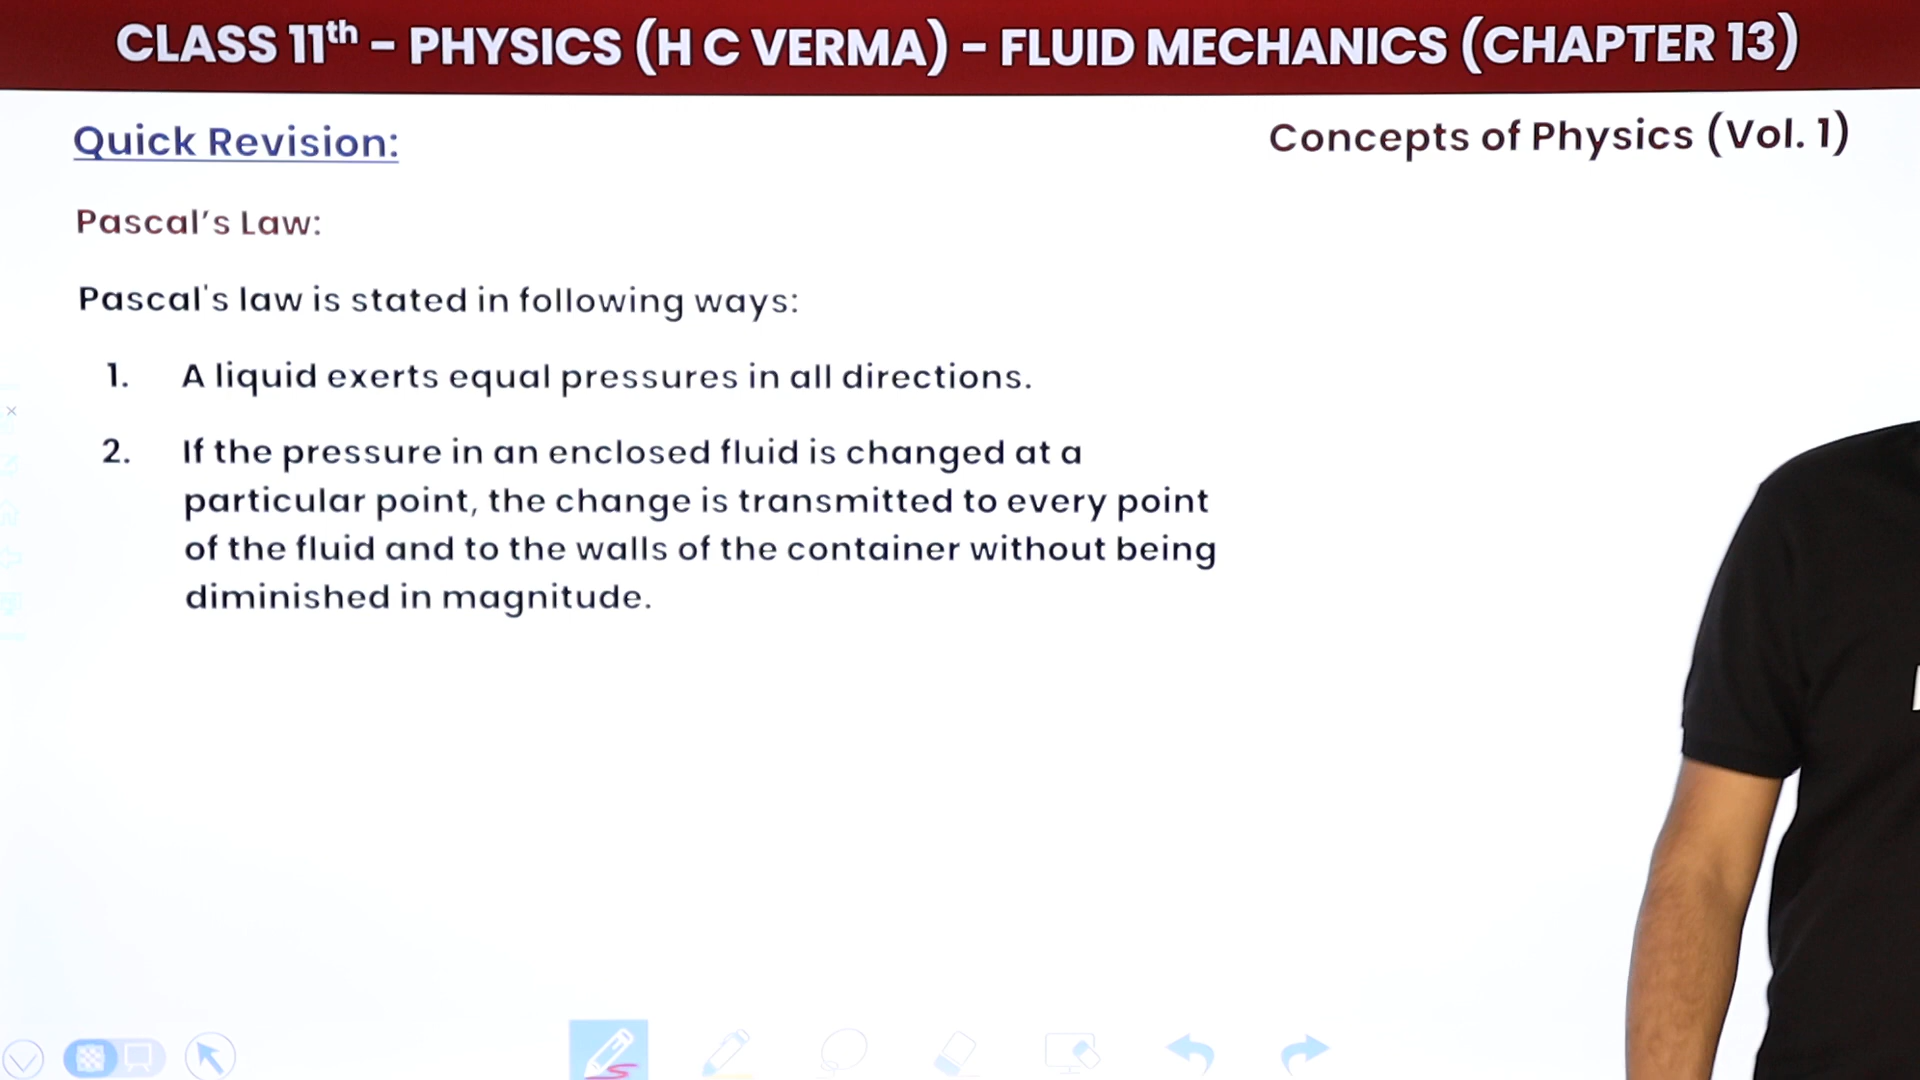 CLASS 11th - PHYSICS (H C VERMA) - FLUID MECHANICS (CHAPTER 13)
Quick Revision:
Concepts of Physics (Vol. 1)
Pascal's Law:
Pascal's law is stated in following ways:
1. A liquid exerts equal pressures in all directions.
2. If the pressure in an enclosed fluid is changed at a
particular point, the change is transmitted to every point
of the fluid and to the walls of the container without being
diminished in magnitude.